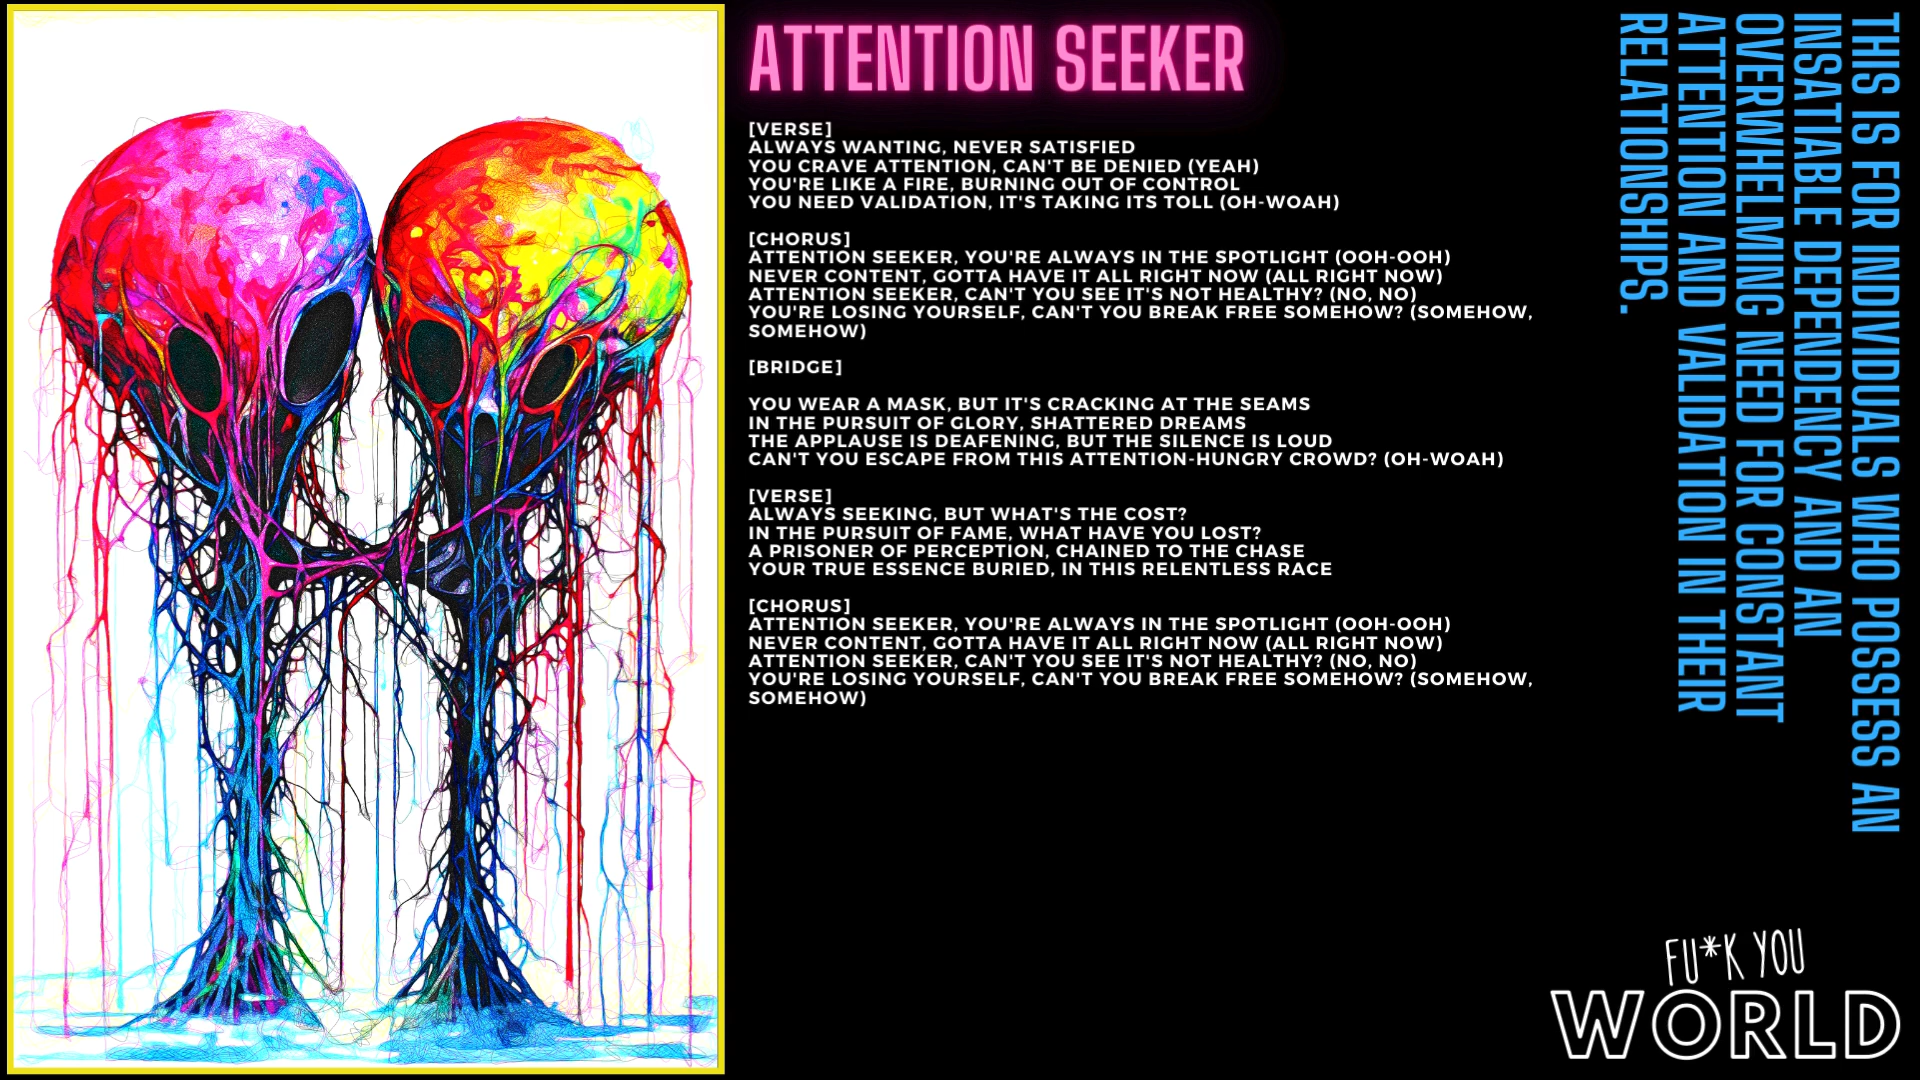 ATTENTION SEEKER
[VERSE]
ALWAYS WANTING, NEVER SATISFIED
YOU CRAVE ATTENTION, CAN'T BE DENIED (YEAH)
YOU'RE LIKE A FIRE, BURNING OUT OF CONTROL
YOU NEED VALIDATION, IT'S TAKING ITS TOLL (OH-WOAH)
[CHORUS]
ATTENTION SEEKER, YOU'RE ALWAYS IN THE SPOTLIGHT (OOH-OOH)
NEVER CONTENT, GOTTA HAVE IT ALL RIGHT NOW (ALL RIGHT NOW)
ATTENTION SEEKER, CAN'T YOU SEE IT'S NOT HEALTHY? (NO, NO)
YOU'RE LOSING YOURSELF, CAN'T YOU BREAK FREE SOMEHOW? (SOMEHOW,
SOMEHOW)
[BRIDGE]
YOU WEAR A MASK, BUT IT'S CRACKING AT THE SEAMS
IN THE PURSUIT OF GLORY, SHATTERED DREAMS
THE APPLAUSE IS DEAFENING, BUT THE SILENCE IS LOUD
CAN'T YOU ESCAPE FROM THIS ATTENTION-HUNGRY CROWD? (OH-WOAH)
[VERSE]
ALWAYS SEEKING, BUT WHAT'S THE COST?
IN THE PURSUIT OF FAME, WHAT HAVE YOU LOST?
A PRISONER OF PERCEPTION, CHAINED TO THE CHASE
YOUR TRUE ESSENCE BURIED, IN THIS RELENTLESS RACE
[CHORUS]
ATTENTION SEEKER, YOU'RE ALWAYS IN THE SPOTLIGHT (OOH-OOH)
NEVER CONTENT, GOTTA HAVE IT ALL RIGHT NOW (ALL RIGHT NOW)
ATTENTION SEEKER, CAN'T YOU SEE IT'S NOT HEALTHY? (NO, NO)
YOU'RE LOSING YOURSELF, CAN'T YOU BREAK FREE SOMEHOW? (SOMEHOW,
SOMEHOW)
THIS IS FOR INDIVIDUALS WHO POSSESS AN
INSATIABLE DEPENDENCY AND AN
OVERWHELMING NEED FOR CONSTANT
ATTENTION AND VALIDATION IN THEIR
RELATIONSHIPS.
FU*K YOU
WORLD